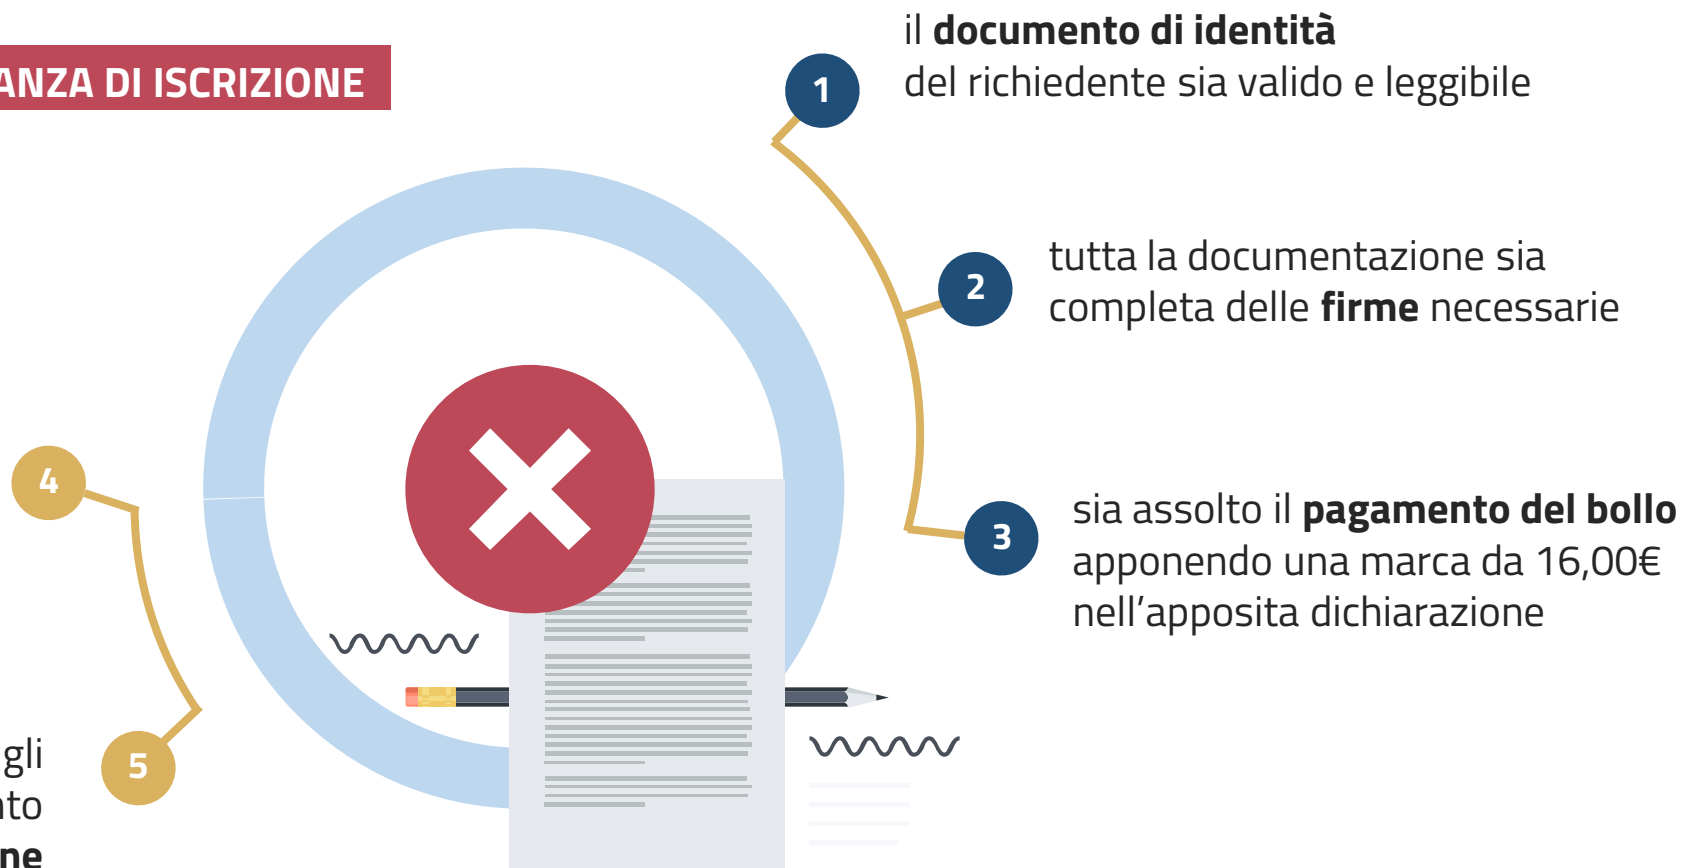 ANZA DI ISCRIZIONE
il documento di identità
del richiedente sia valido e leggibile
1
tutta la documentazione sia
completa delle firme necessarie
2
sia assolto il pagamento del bollo
apponendo una marca da 16,00€
nell'apposita dichiarazione
3
4
5
gli
nto
ne